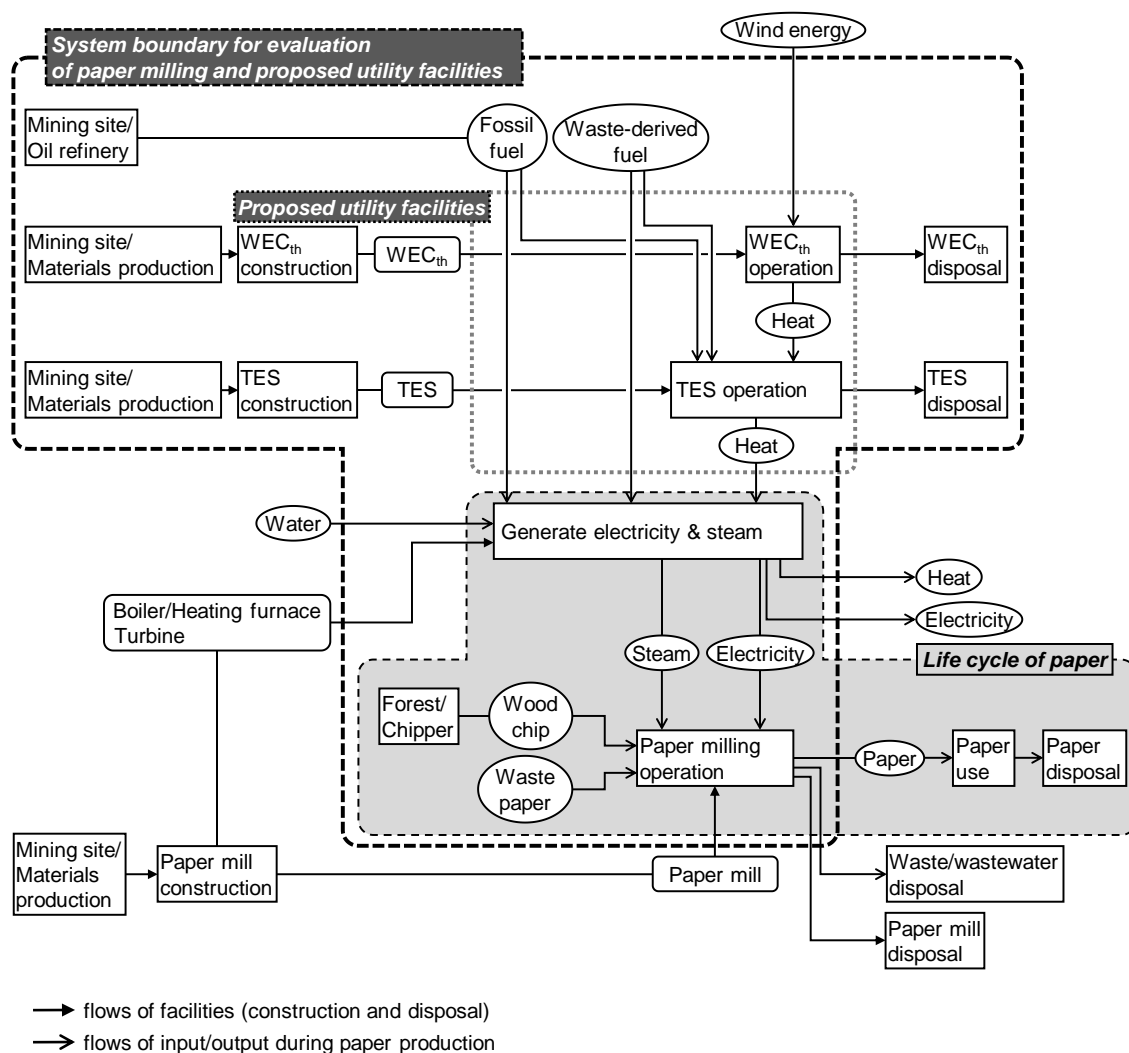 Wind energy
System boundary for evaluation
of paper milling and proposed utility facilities
Mining site/
Oil refinery
Fossil
fuel
Waste-derived
fuel
Proposed utility facilities
Mining site/
Materials production
WECth
construction
WECth
WECth
operation
WECth
disposal
Heat
Mining site/
Materials production
TES
construction
TES
TES operation
TES
disposal
Heat
Water
Generate electricity & steam
Heat
Boiler/Heating furnace
Turbine
Electricity
Steam
Electricity
Life cycle of paper
Forest/
Chipper
Wood
chip
Paper milling
operation
Paper
Paper
use
Paper
disposal
Waste
paper
Mining site/
Materials
production
Paper mill
construction
Paper mill
Waste/wastewater
disposal
Paper mill
disposal
flows of facilities (construction and disposal)
flows of input/output during paper production